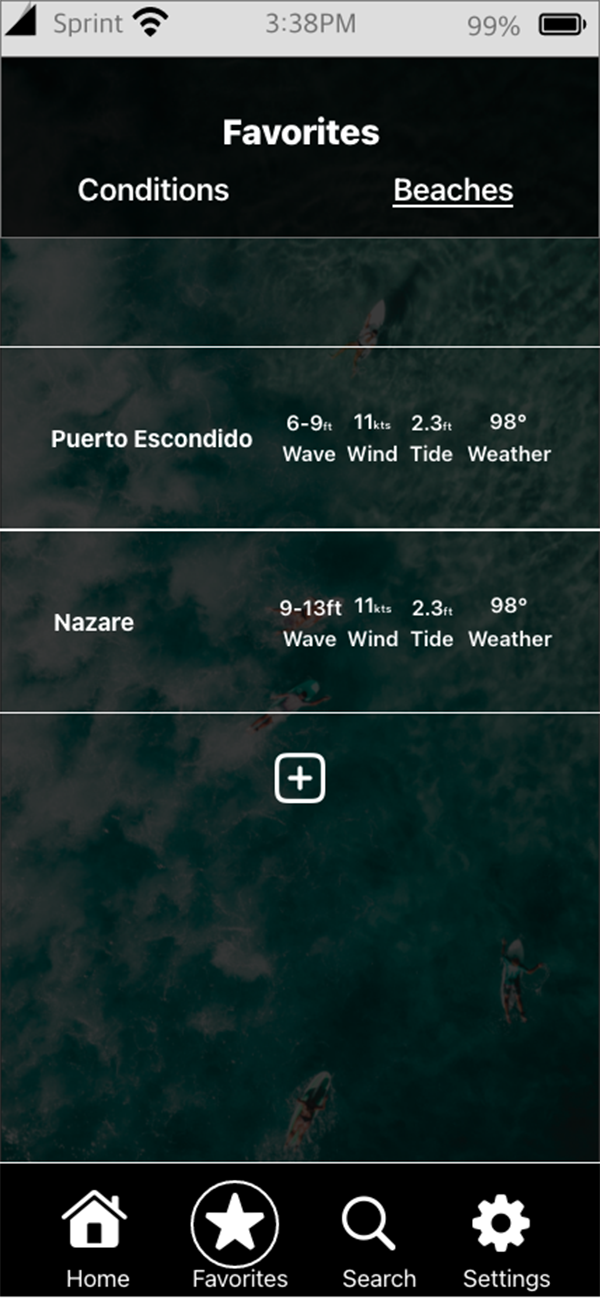 Sprint 3:38PM 99%
Favorites
Conditions Beaches
Puerto Escondido
6-9ft 11kts 2.3ft 98°
Wave Wind Tide Weather
Nazare
9-13ft 11kts 2.3ft 98°
Wave Wind Tide Weather
Home Favorites Search Settings